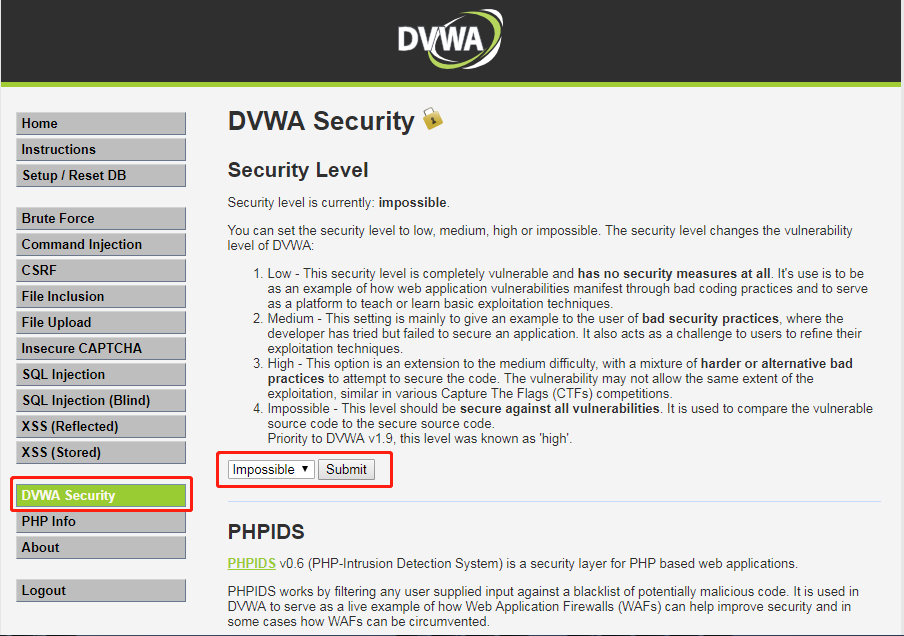 DVWA
Home
Instructions
Setup / Reset DB
Brute Force
Command Injection
CSRF
File Inclusion
File Upload
Insecure CAPTCHA
SQL Injection
SQL Injection (Blind)
XSS (Reflected)
XSS (Stored)
DVWA Security
PHP Info
About
Logout
DVWA Security
Security Level
Security level is currently: impossible.
You can set the security level to low, medium, high or impossible. The security level changes the vulnerability
level of DVWA:
1. Low - This security level is completely vulnerable and has no security measures at all. It's use is to be
as an example of how web application vulnerabilities manifest through bad coding practices and to serve
as a platform to teach or learn basic exploitation techniques.
2. Medium - This setting is mainly to give an example to the user of bad security practices, where the
developer has tried but failed to secure an application. It also acts as a challenge to users to refine their
exploitation techniques.
3. High - This option is an extension to the medium difficulty, with a mixture of harder or alternative bad
practices to attempt to secure the code. The vulnerability may not allow the same extent of the
exploitation, similar in various Capture The Flags (CTFs) competitions.
4. Impossible - This level should be secure against all vulnerabilities. It is used to compare the vulnerable
source code to the secure source code.
Priority to DVWA v1.9, this level was known as 'high'.
Impossible ▼ Submit
PHPIDS
PHPIDS v0.6 (PHP-Intrusion Detection System) is a security layer for PHP based web applications.
PHPIDS works by filtering any user supplied input against a blacklist of potentially malicious code. It is used in
DVWA to serve as a live example of how Web Application Firewalls (WAFs) can help improve security and in
some cases how WAFs can be circumvented.